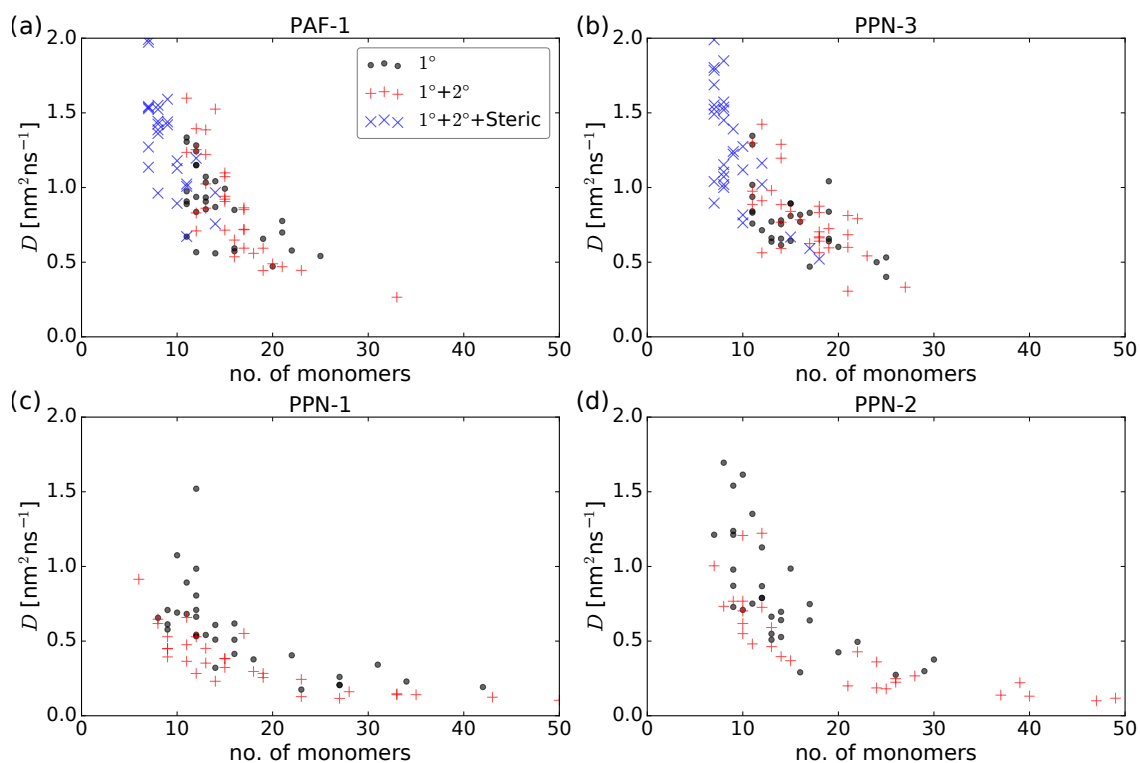 (a) PAF-1
2.0
1.5
1.0
0.5
0.0
0 10 20 30 40 50
D [nm²ns⁻¹]
no. of monomers
1°
1°+2°
1°+2°+Steric
(b) PPN-3
2.0
1.5
1.0
0.5
0.0
0 10 20 30 40 50
D [nm²ns⁻¹]
no. of monomers
(c) PPN-1
2.0
1.5
1.0
0.5
0.0
0 10 20 30 40 50
D [nm²ns⁻¹]
no. of monomers
(d) PPN-2
2.0
1.5
1.0
0.5
0.0
0 10 20 30 40 50
D [nm²ns⁻¹]
no. of monomers